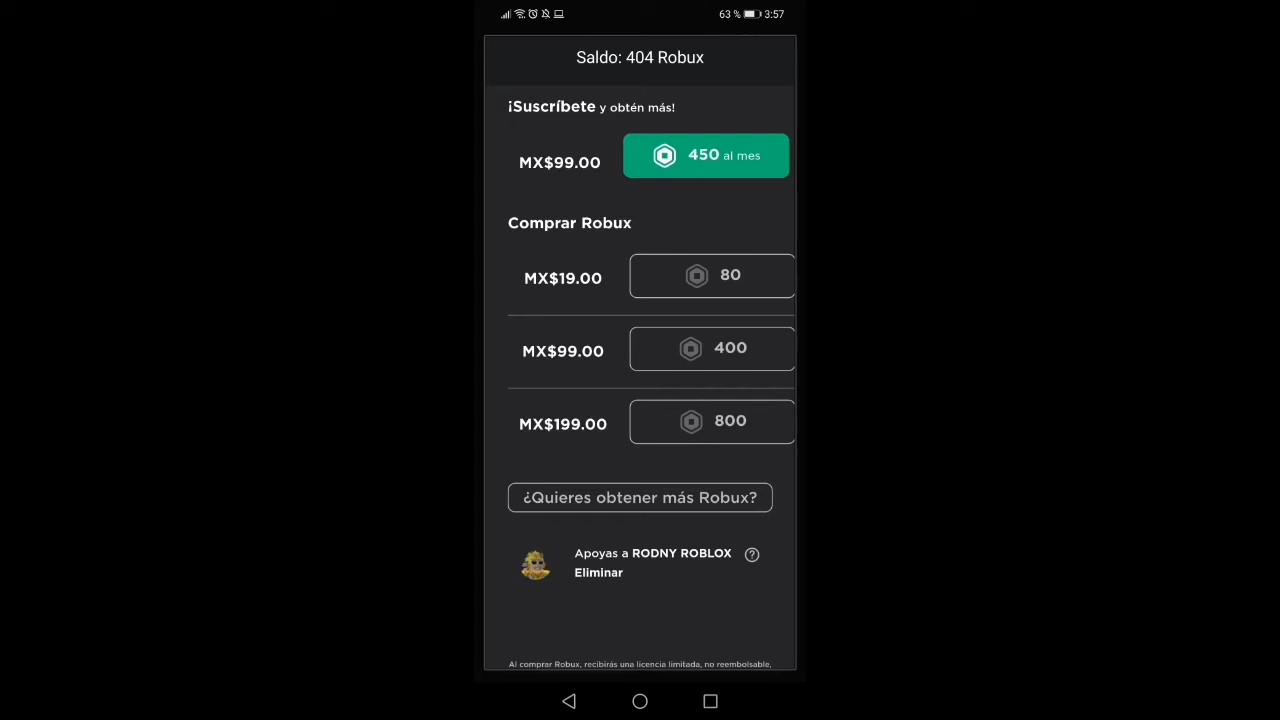 63 % 3:57
Saldo: 404 Robux
¡Suscríbete y obtén más!
MX$99.00 450 al mes
Comprar Robux
MX$19.00 80
MX$99.00 400
MX$199.00 800
¿Quieres obtener más Robux?
Apoyas a RODNY ROBLOX
Eliminar
Al comprar Robux, recibirás una licencia limitada, no reembolsable,